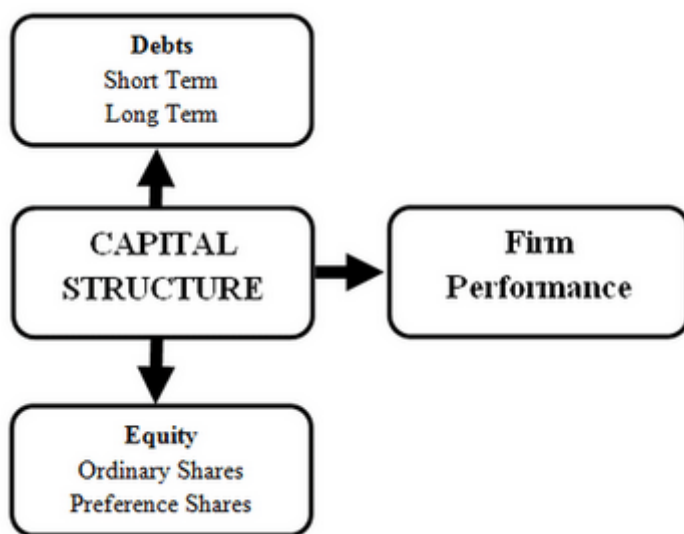 Debts
Short Term
Long Term
CAPITAL
STRUCTURE
Firm
Performance
Equity
Ordinary Shares
Preference Shares